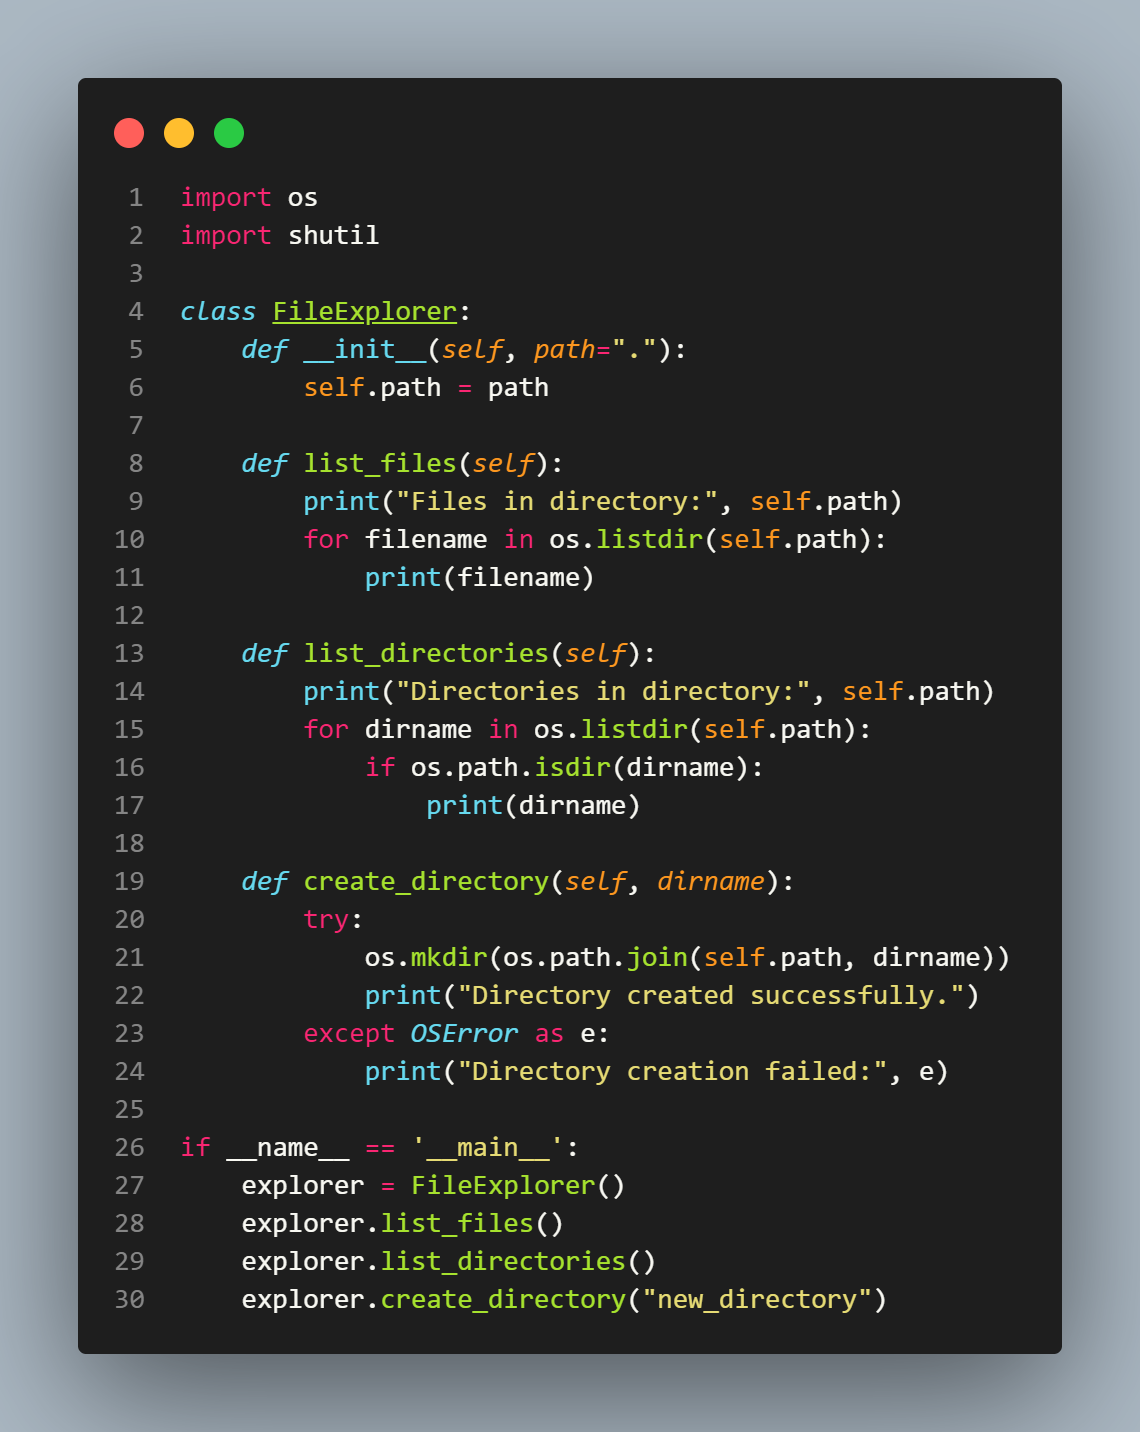 1 import os
2 import shutil
3
4 class FileExplorer:
5     def __init__(self, path="."):
6         self.path = path
7
8     def list_files(self):
9         print("Files in directory:", self.path)
10         for filename in os.listdir(self.path):
11             print(filename)
12
13     def list_directories(self):
14         print("Directories in directory:", self.path)
15         for dirname in os.listdir(self.path):
16             if os.path.isdir(dirname):
17                 print(dirname)
18
19     def create_directory(self, dirname):
20         try:
21             os.mkdir(os.path.join(self.path, dirname))
22             print("Directory created successfully.")
23         except OSError as e:
24             print("Directory creation failed:", e)
25
26 if __name__ == '__main__':
27     explorer = FileExplorer()
28     explorer.list_files()
29     explorer.list_directories()
30     explorer.create_directory("new_directory")